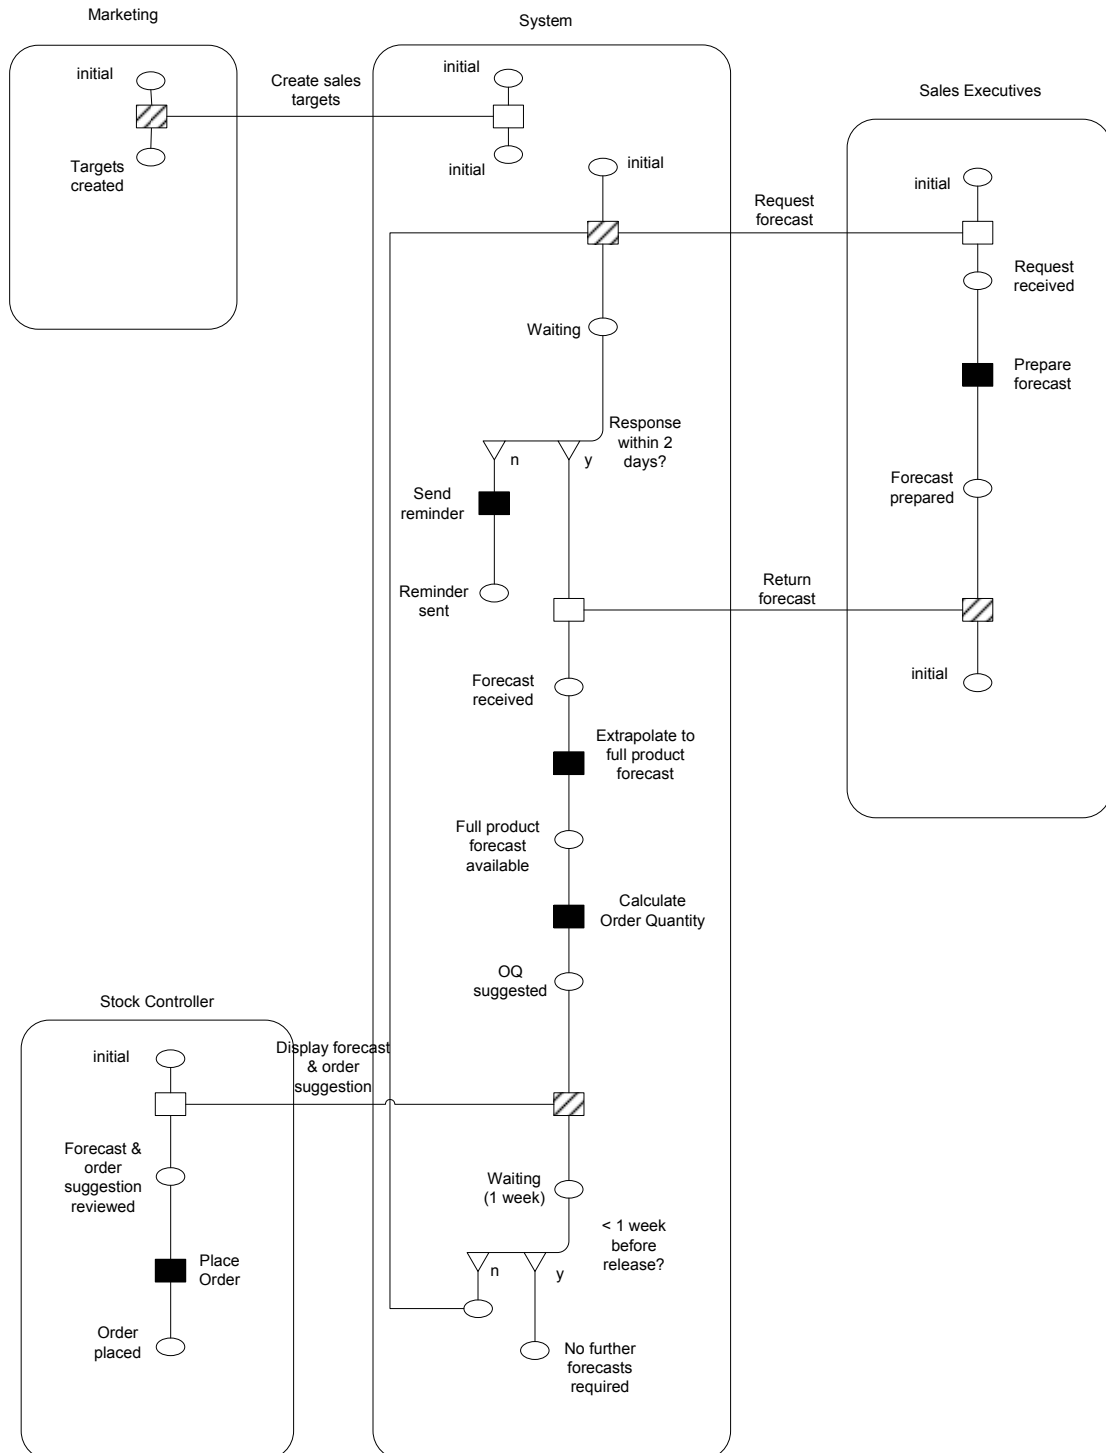 Marketing
System
initial
Create sales
targets
initial
Sales Executives
Targets
created
initial
initial
initial
Request
forecast
Request
received
Waiting
Prepare
forecast
Response
within 2
days?
n
y
Send
reminder
Forecast
prepared
Reminder
sent
Return
forecast
Forecast
received
initial
Extrapolate to
full product
forecast
Full product
forecast
available
Calculate
Order Quantity
OQ
suggested
Stock Controller
initial
Display forecast
& order
suggestion
Forecast &
order
suggestion
reviewed
Waiting
(1 week)
< 1 week
before
release?
n
y
Place
Order
Order
placed
No further
forecasts
required